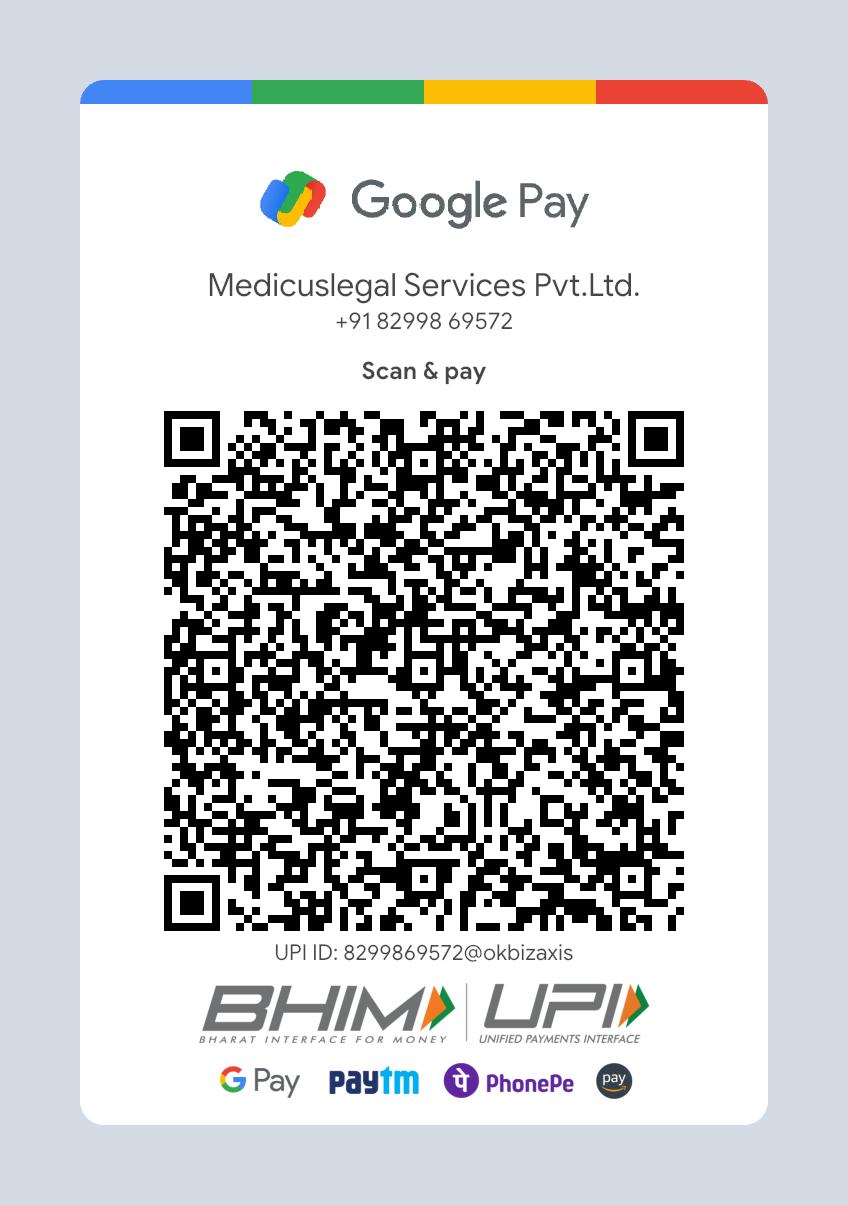 Google Pay
Medicuslegal Services Pvt.Ltd.
+91 82998 69572
Scan & pay
UPI ID: 8299869572@okbizaxis
BHIM UPI
BHARAT INTERFACE FOR MONEY UNIFIED PAYMENTS INTERFACE
G Pay paytm पे PhonePe pay